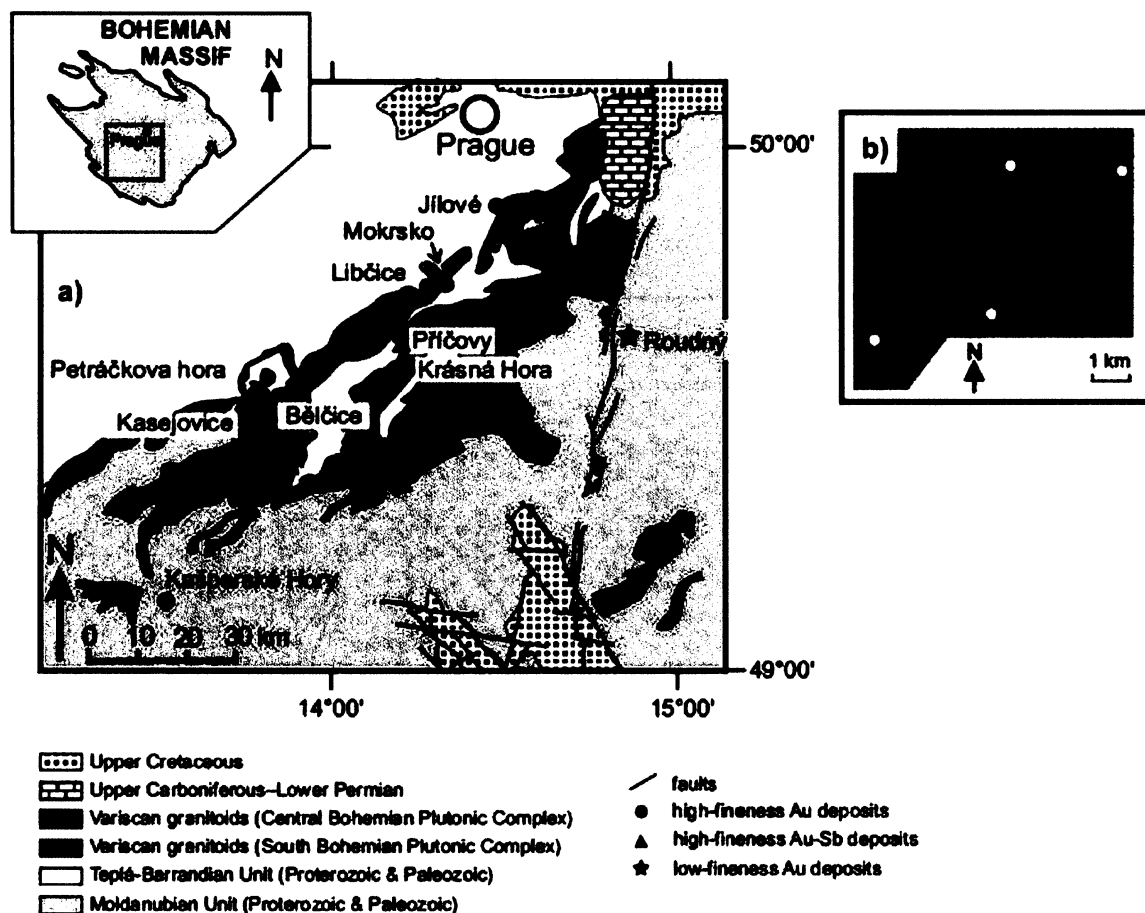 BOHEMIAN
MASSIF
N
Prague
Prague
50°00'
b)
Jílové
Mokrsko
Libčice
a)
Příčovy
Roudný
N
1 km
Petráčkova hora
Krásná Hora
Kasejovice
Bělčice
N
Kašperské Hory
0 10 20 30 km
49°00'
14°00'
15°00'
Upper Cretaceous
Upper Carboniferous–Lower Permian
Variscan granitoids (Central Bohemian Plutonic Complex)
Variscan granitoids (South Bohemian Plutonic Complex)
Teplá-Barrandian Unit (Proterozoic & Paleozoic)
Moldanubian Unit (Proterozoic & Paleozoic)
faults
high-fineness Au deposits
high-fineness Au-Sb deposits
low-fineness Au deposits